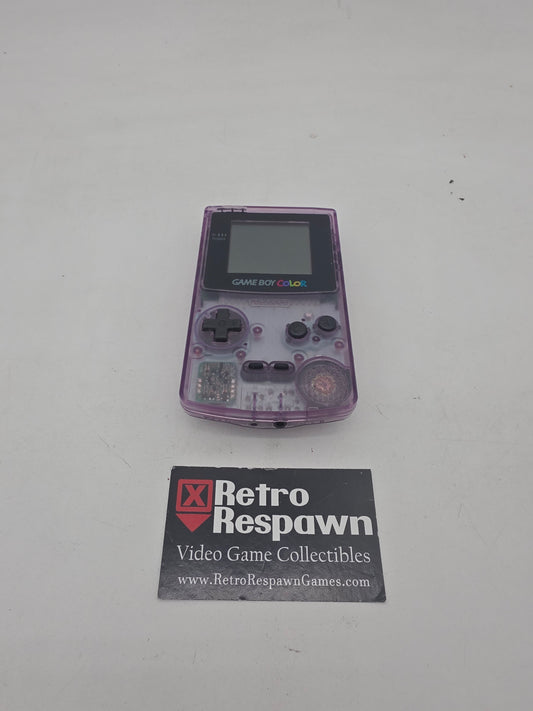 GAME BOY COLOR
X Retro
Respawn
Video Game Collectibles
www.RetroRespawnGames.com